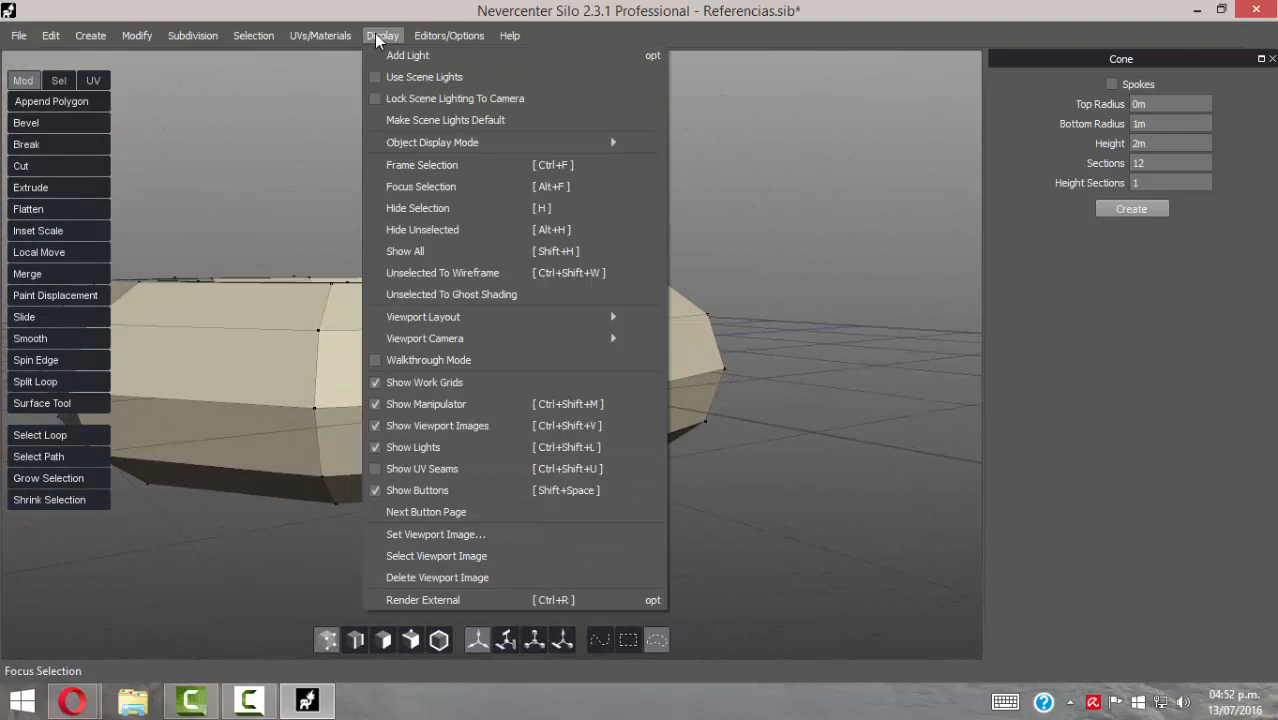 Nevercenter Silo 2.3.1 Professional - Referencias.sib*
File Edit Create Modify Subdivision Selection UVs/Materials Display Editors/Options Help
Mod Sel UV
Append Polygon
Bevel
Break
Cut
Extrude
Flatten
Inset Scale
Local Move
Merge
Paint Displacement
Slide
Smooth
Spin Edge
Split Loop
Surface Tool
Select Loop
Select Path
Grow Selection
Shrink Selection
Add Light opt
Use Scene Lights
Lock Scene Lighting To Camera
Make Scene Lights Default
Object Display Mode
Frame Selection [ Ctrl+F ]
Focus Selection [ Alt+F ]
Hide Selection [ H ]
Hide Unselected [ Alt+H ]
Show All [ Shift+H ]
Unselected To Wireframe [ Ctrl+Shift+W ]
Unselected To Ghost Shading
Viewport Layout
Viewport Camera
Walkthrough Mode
Show Work Grids
Show Manipulator [ Ctrl+Shift+M ]
Show Viewport Images [ Ctrl+Shift+V ]
Show Lights [ Ctrl+Shift+L ]
Show UV Seams [ Ctrl+Shift+U ]
Show Buttons [ Shift+Space ]
Next Button Page
Set Viewport Image...
Select Viewport Image
Delete Viewport Image
Render External [ Ctrl+R ] opt
Cone
Spokes
Top Radius 0m
Bottom Radius 1m
Height 2m
Sections 12
Height Sections 1
Create
Focus Selection
04:52 p.m.
13/07/2016